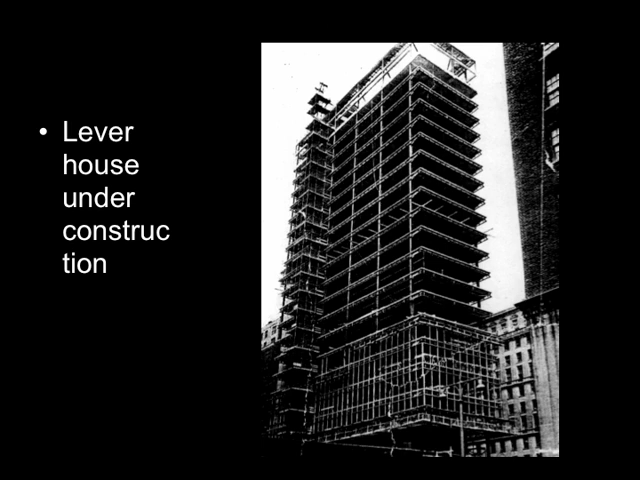 • Lever
house
under
construc
tion